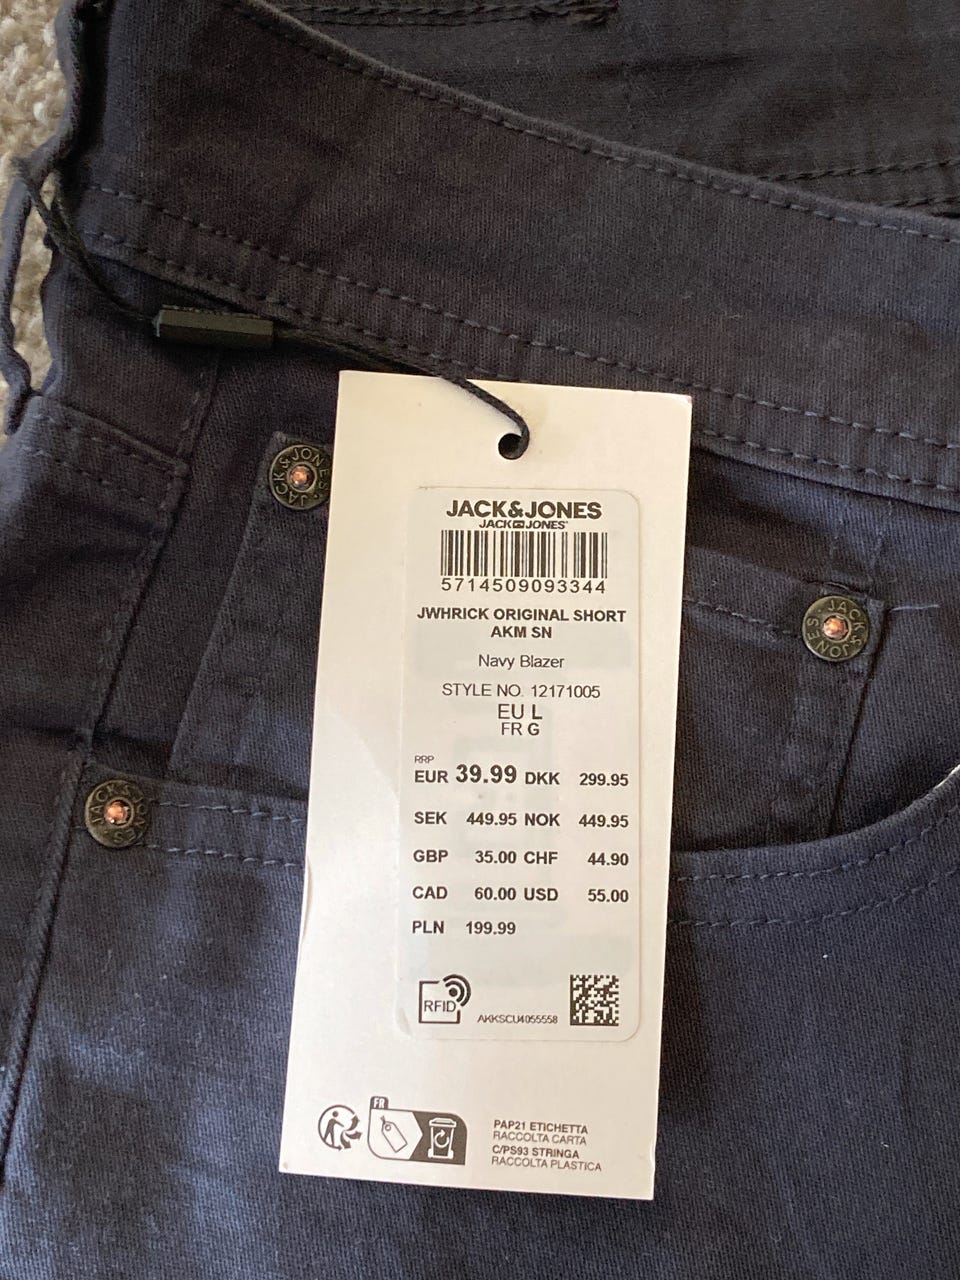 JACK&JONES
JACK&JONES
JACK & JONES
JACK & JONES
JACK&JONES
JACK JONES
5714509093344
JWHRICK ORIGINAL SHORT
AKM SN
Navy Blazer
STYLE NO. 12171005
EU L
FR G
RRP
EUR 39.99 DKK 299.95
SEK 449.95 NOK 449.95
GBP 35.00 CHF 44.90
CAD 60.00 USD 55.00
PLN 199.99
RFID
AKKSCU4055558
FR
PAP21 ETICHETTA
RACCOLTA CARTA
C/PS93 STRINGA
RACCOLTA PLASTICA